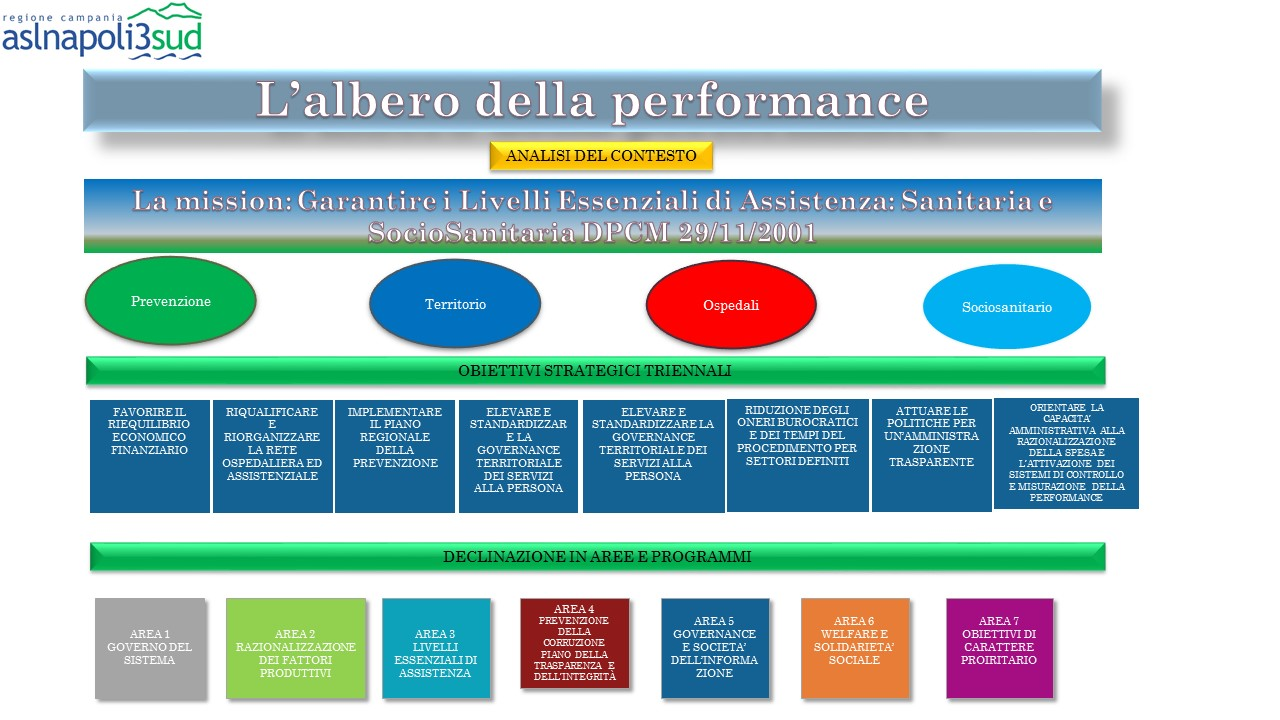 regione campania
aslnapoli3sud
L’albero della performance
ANALISI DEL CONTESTO
La mission: Garantire i Livelli Essenziali di Assistenza: Sanitaria e
SocioSanitaria DPCM 29/11/2001
Prevenzione
Territorio
Ospedali
Sociosanitario
OBIETTIVI STRATEGICI TRIENNALI
FAVORIRE IL
RIEQUILIBRIO
ECONOMICO
FINANZIARIO
RIQUALIFICARE
E
RIORGANIZZARE
LA RETE
OSPEDALIERA ED
ASSISTENZIALE
IMPLEMENTARE
IL PIANO
REGIONALE
DELLA
PREVENZIONE
ELEVARE E
STANDARDIZZAR
E LA
GOVERNANCE
TERRITORIALE
DEI SERVIZI
ALLA PERSONA
ELEVARE E
STANDARDIZZARE LA
GOVERNANCE
TERRITORIALE DEI
SERVIZI ALLA
PERSONA
RIDUZIONE DEGLI
ONERI BUROCRATICI
E DEI TEMPI DEL
PROCEDIMENTO PER
SETTORI DEFINITI
ATTUARE LE
POLITICHE PER
UN’AMMINISTRA
ZIONE
TRASPARENTE
ORIENTARE LA
CAPACITA’
AMMINISTRATIVA ALLA
RAZIONALIZZAZIONE
DELLA SPESA E
L’ATTIVAZIONE DEI
SISTEMI DI CONTROLLO
E MISURAZIONE DELLA
PERFORMANCE
DECLINAZIONE IN AREE E PROGRAMMI
AREA 1
GOVERNO DEL
SISTEMA
AREA 2
RAZIONALIZZAZIONE
DEI FATTORI
PRODUTTIVI
AREA 3
LIVELLI
ESSENZIALI DI
ASSISTENZA
AREA 4
PREVENZIONE
DELLA
CORRUZIONE
PIANO DELLA
TRASPARENZA E
DELL’INTEGRITÀ
AREA 5
GOVERNANCE
E SOCIETA’
DELL’INFORMA
ZIONE
AREA 6
WELFARE E
SOLIDARIETA’
SOCIALE
AREA 7
OBIETTIVI DI
CARATTERE
PROIRITARIO